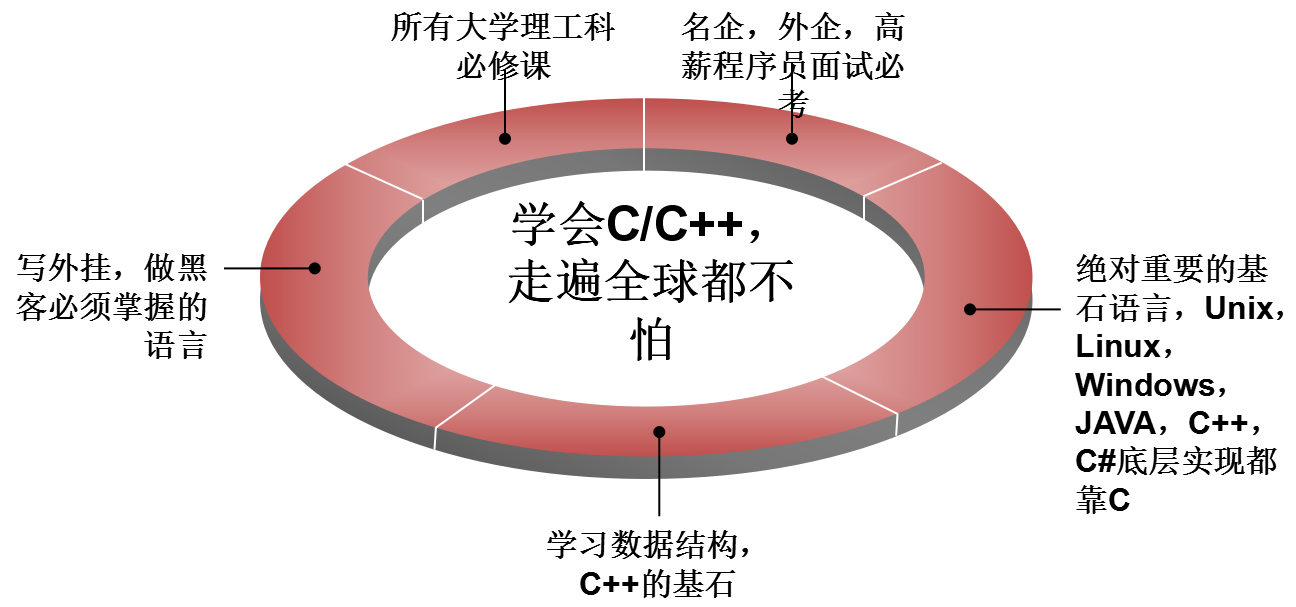 所有大学理工科
必修课
名企，外企，高
薪程序员面试必
考
学会C/C++，
走遍全球都不
怕
写外挂，做黑
客必须掌握的
语言
绝对重要的基
石语言，Unix，
Linux，
Windows，
JAVA，C++，
C#底层实现都
靠C
学习数据结构，
C++的基石